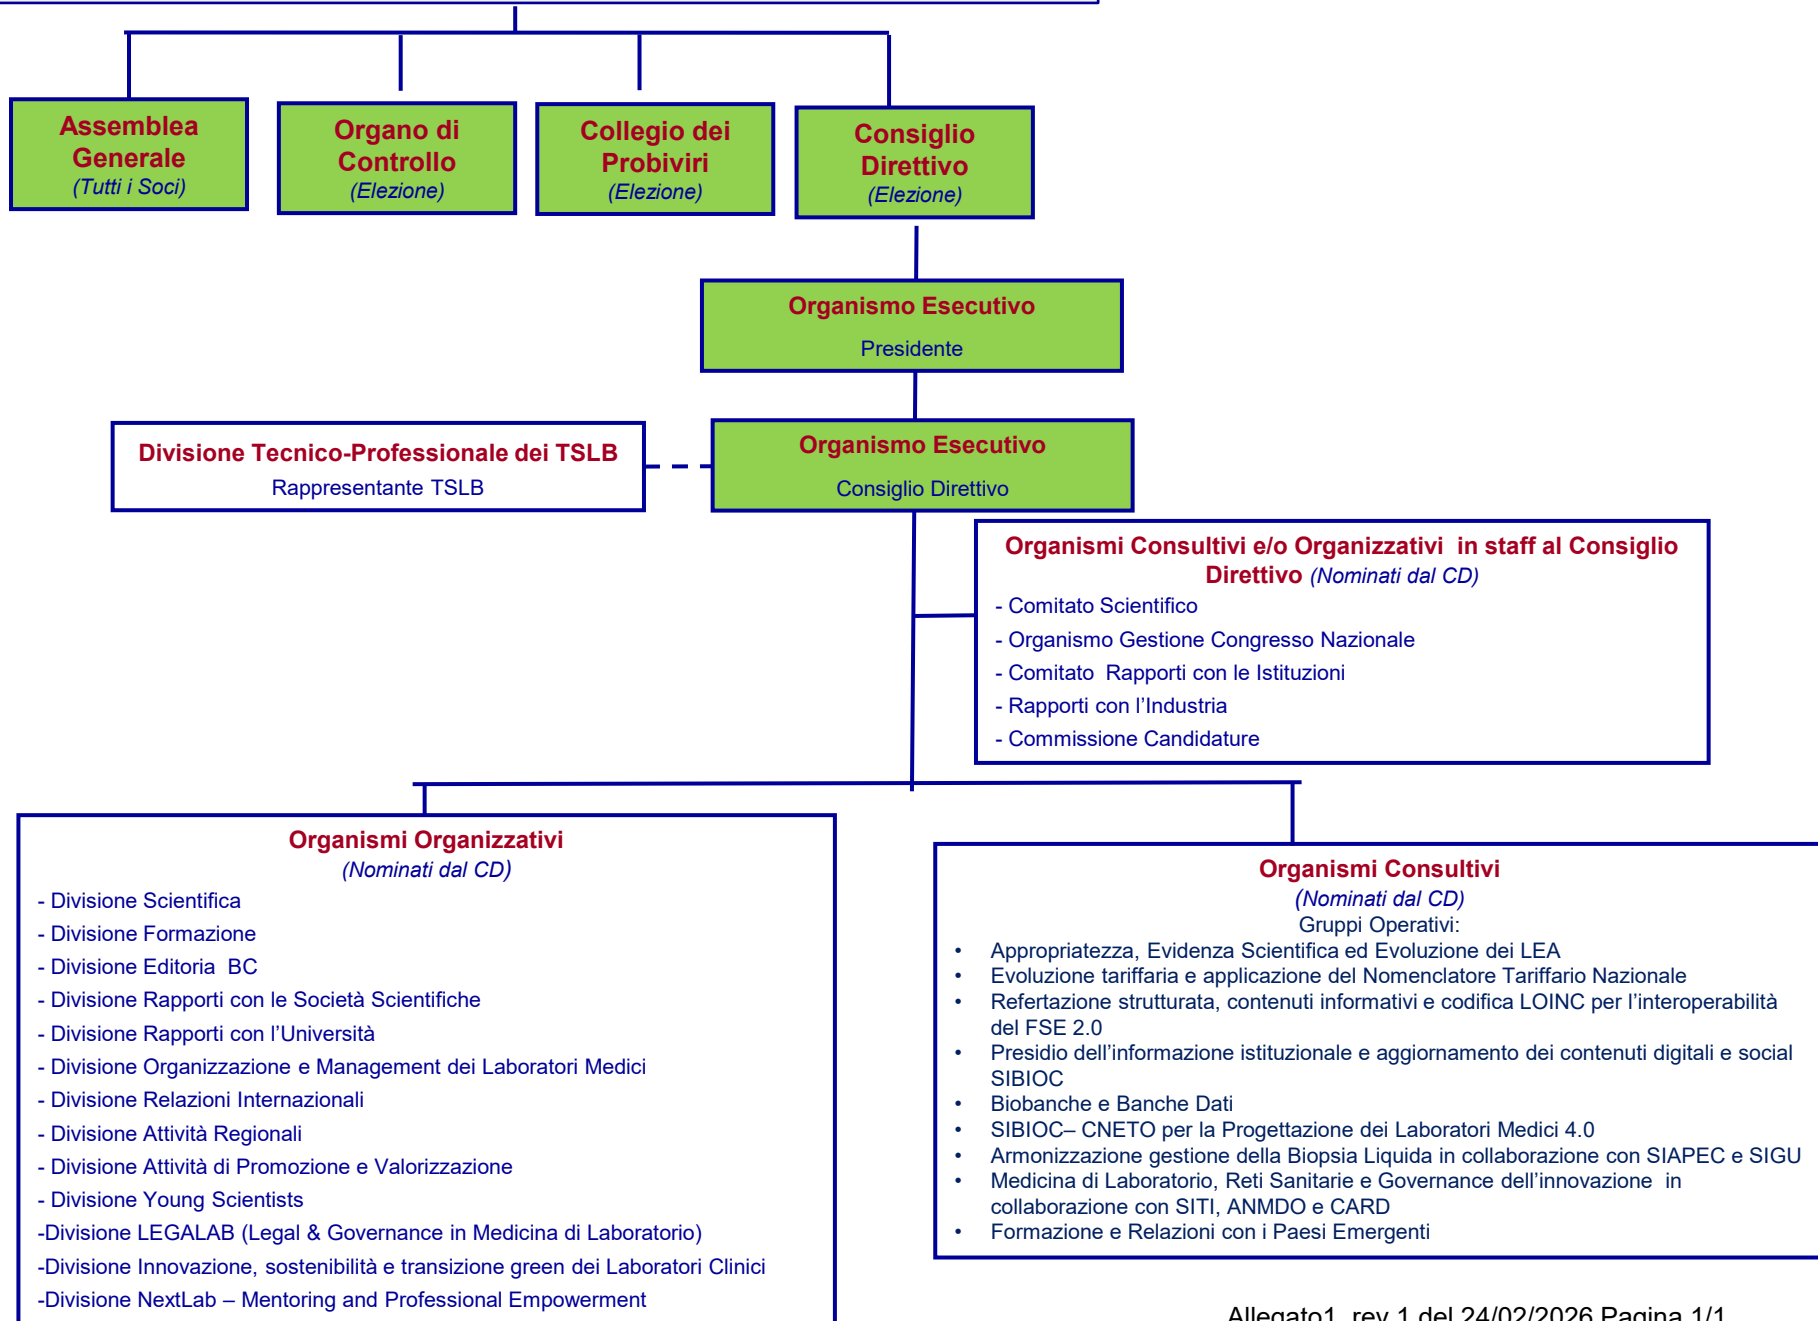 Assemblea
Generale
(Tutti i Soci)
Organo di
Controllo
(Elezione)
Collegio dei
Probiviri
(Elezione)
Consiglio
Direttivo
(Elezione)
Organismo Esecutivo
Presidente
Divisione Tecnico-Professionale dei TSLB
Rappresentante TSLB
Organismo Esecutivo
Consiglio Direttivo
Organismi Consultivi e/o Organizzativi in staff al Consiglio
Direttivo (Nominati dal CD)
- Comitato Scientifico
- Organismo Gestione Congresso Nazionale
- Comitato Rapporti con le Istituzioni
- Rapporti con l’Industria
- Commissione Candidature
Organismi Organizzativi
(Nominati dal CD)
- Divisione Scientifica
- Divisione Formazione
- Divisione Editoria BC
- Divisione Rapporti con le Società Scientifiche
- Divisione Rapporti con l’Università
- Divisione Organizzazione e Management dei Laboratori Medici
- Divisione Relazioni Internazionali
- Divisione Attività Regionali
- Divisione Attività di Promozione e Valorizzazione
- Divisione Young Scientists
-Divisione LEGALAB (Legal & Governance in Medicina di Laboratorio)
-Divisione Innovazione, sostenibilità e transizione green dei Laboratori Clinici
-Divisione NextLab – Mentoring and Professional Empowerment
Organismi Consultivi
(Nominati dal CD)
Gruppi Operativi:
• Appropriatezza, Evidenza Scientifica ed Evoluzione dei LEA
• Evoluzione tariffaria e applicazione del Nomenclatore Tariffario Nazionale
• Refertazione strutturata, contenuti informativi e codifica LOINC per l’interoperabilità
del FSE 2.0
• Presidio dell’informazione istituzionale e aggiornamento dei contenuti digitali e social
SIBIOC
• Biobanche e Banche Dati
• SIBIOC– CNETO per la Progettazione dei Laboratori Medici 4.0
• Armonizzazione gestione della Biopsia Liquida in collaborazione con SIAPEC e SIGU
• Medicina di Laboratorio, Reti Sanitarie e Governance dell’innovazione in
collaborazione con SITI, ANMDO e CARD
• Formazione e Relazioni con i Paesi Emergenti
Allegato1 rev 1 del 24/02/2026 Pagina 1/1